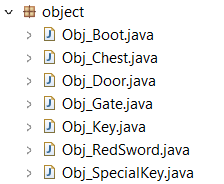 object
Obj_Boot.java
Obj_Chest.java
Obj_Door.java
Obj_Gate.java
Obj_Key.java
Obj_RedSword.java
Obj_SpecialKey.java